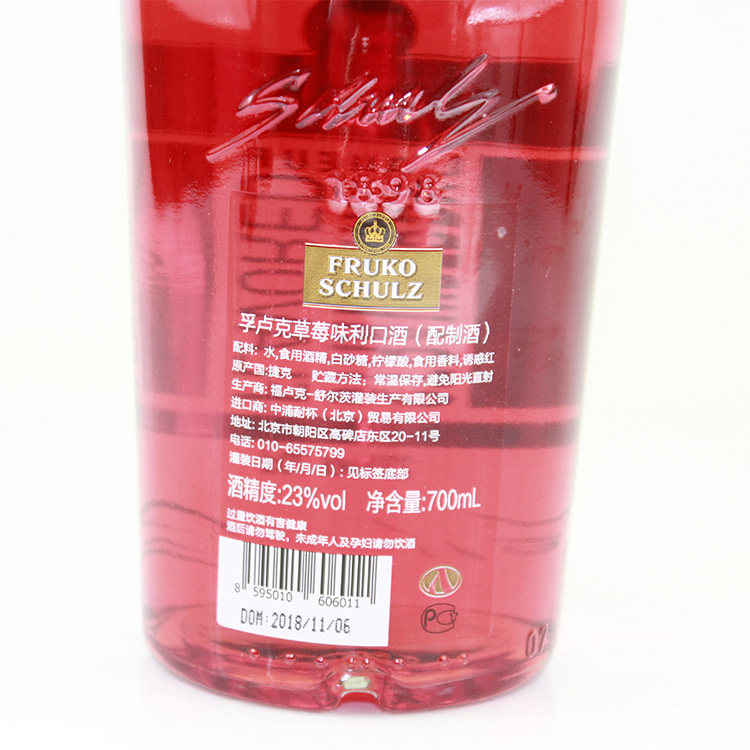 Schulz
1898
FRUKO
SCHULZ
孚卢克草莓味利口酒（配制酒）
配料：水,食用酒精,白砂糖,柠檬酸,食用香料,诱惑红
原产国:捷克 贮藏方法：常温保存,避免阳光直射
生产商：福卢克–舒尔茨灌装生产有限公司
进口商：中浦耐杯（北京）贸易有限公司
地址: 北京市朝阳区高碑店东区20-11号
电话: 010-65575799
灌装日期（年/月/日）: 见标签底部
酒精度:23%vol 净含量:700mL
过量饮酒有害健康
酒后请勿驾驶，未成年人及孕妇请勿饮酒
8 595010 606011
DOM:2018/11/06